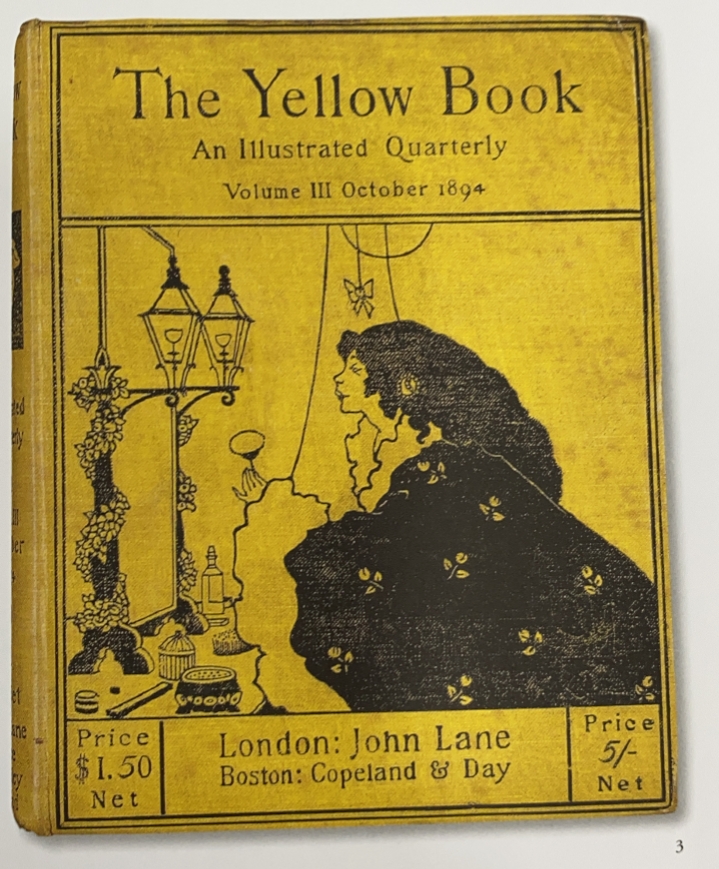 The Yellow Book
An Illustrated Quarterly
Volume III October 1894
Price
$1.50
Net
London: John Lane
Boston: Copeland & Day
Price
5/-
Net
3